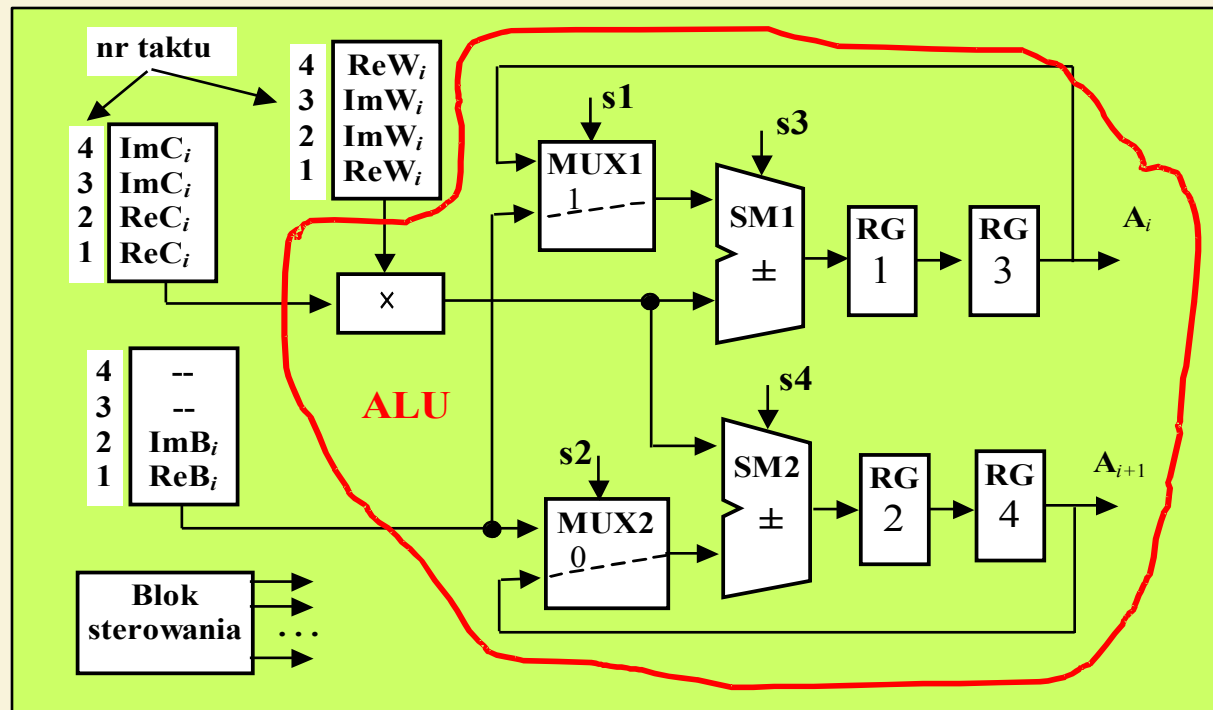 nr taktu
4 ReWᵢ
3 ImWᵢ
2 ImWᵢ
1 ReWᵢ
4 ImCᵢ
3 ImCᵢ
2 ReCᵢ
1 ReCᵢ
×
4 --
3 --
2 ImBᵢ
1 ReBᵢ
Blok
sterowania
...
ALU
s1
MUX1
1
s2
MUX2
0
s3
SM1
±
s4
SM2
±
RG
1
RG
3
Aᵢ
RG
2
RG
4
Aᵢ₊₁